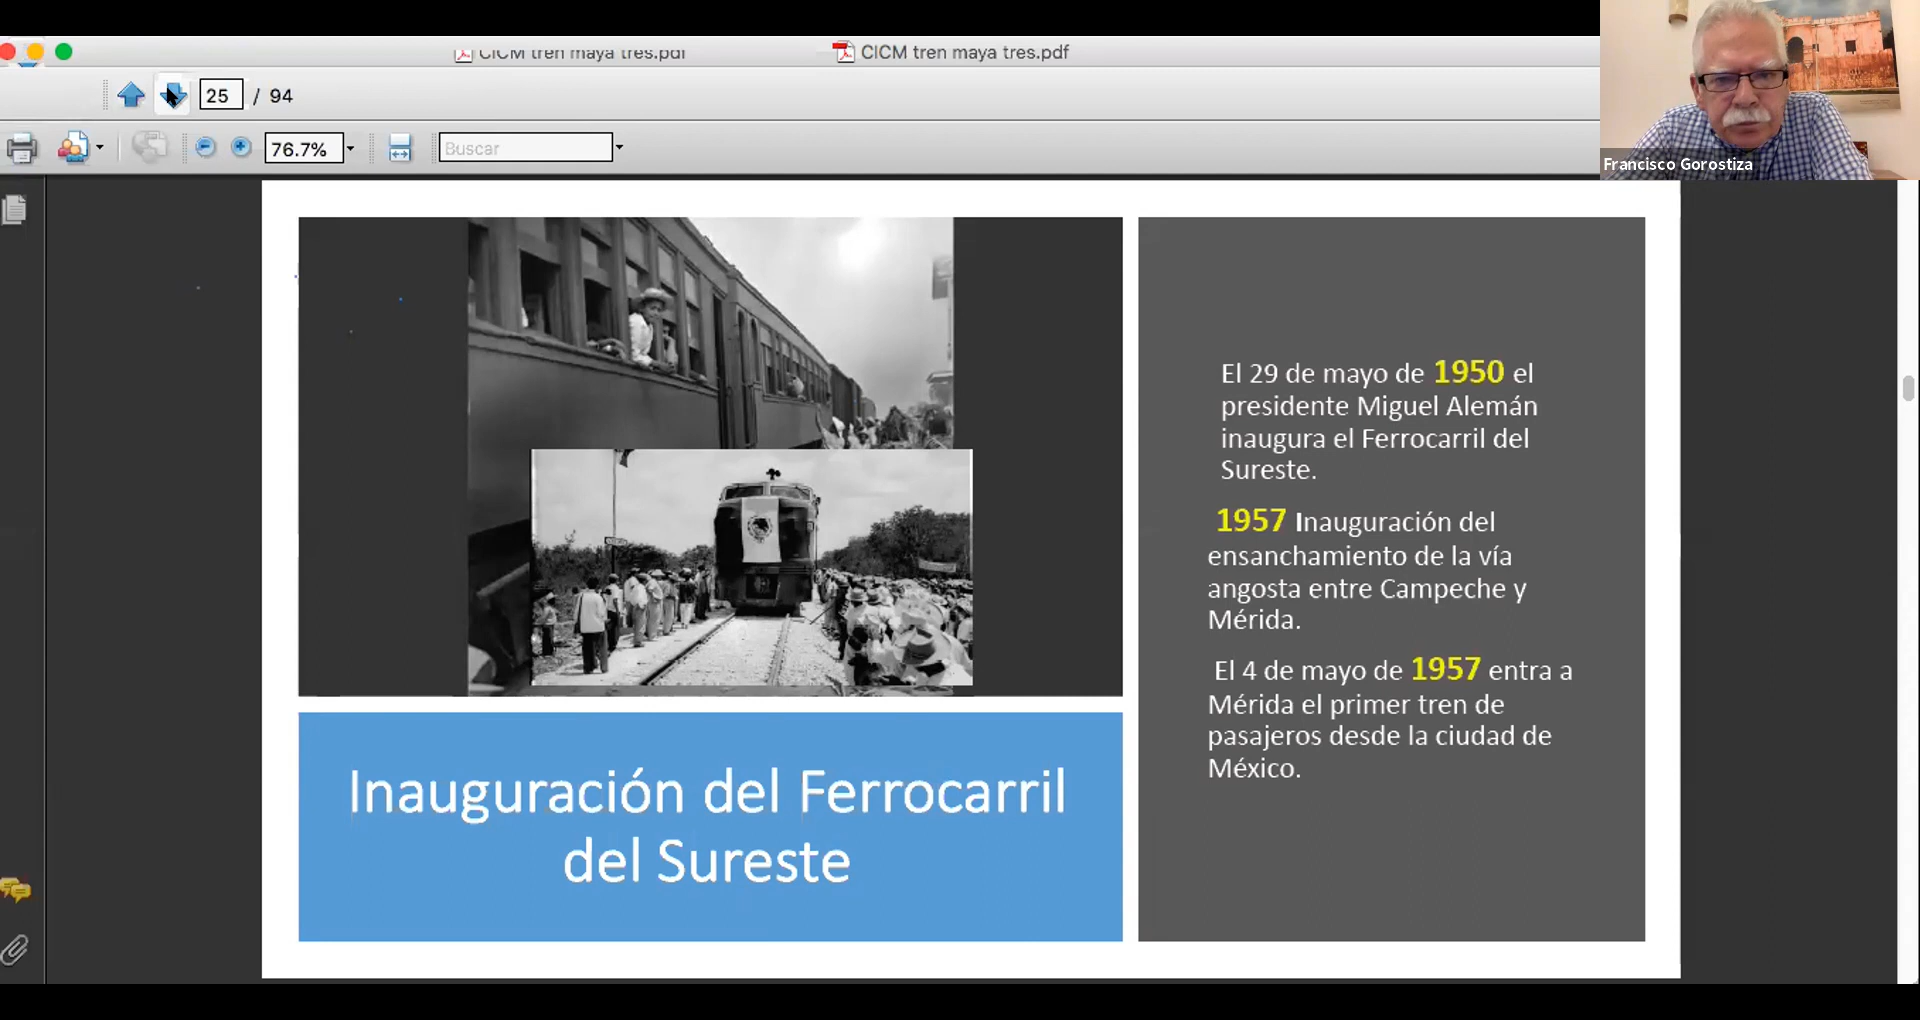 CICM tren maya tres.pdf
CICM tren maya tres.pdf
25 / 94
76.7%
Buscar
Francisco Gorostiza
El 29 de mayo de 1950 el
presidente Miguel Alemán
inaugura el Ferrocarril del
Sureste.
1957 Inauguración del
ensanchamiento de la vía
angosta entre Campeche y
Mérida.
El 4 de mayo de 1957 entra a
Mérida el primer tren de
pasajeros desde la ciudad de
México.
Inauguración del Ferrocarril
del Sureste